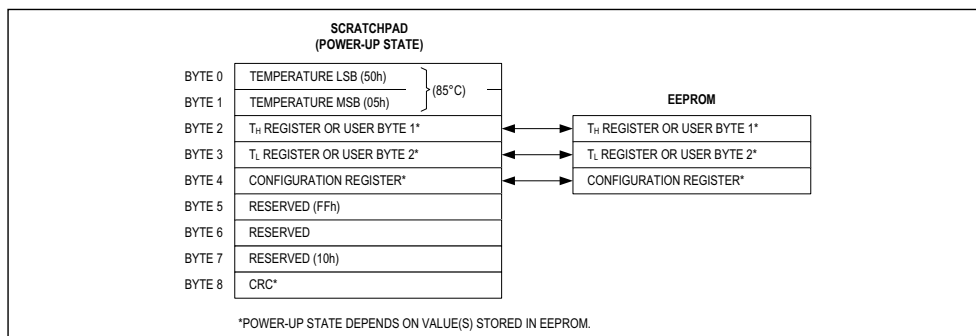 SCRATCHPAD
(POWER-UP STATE)
BYTE 0 TEMPERATURE LSB (50h)
(85°C)
BYTE 1 TEMPERATURE MSB (05h)
EEPROM
BYTE 2 TH REGISTER OR USER BYTE 1* TH REGISTER OR USER BYTE 1*
BYTE 3 TL REGISTER OR USER BYTE 2* TL REGISTER OR USER BYTE 2*
BYTE 4 CONFIGURATION REGISTER* CONFIGURATION REGISTER*
BYTE 5 RESERVED (FFh)
BYTE 6 RESERVED
BYTE 7 RESERVED (10h)
BYTE 8 CRC*
*POWER-UP STATE DEPENDS ON VALUE(S) STORED IN EEPROM.